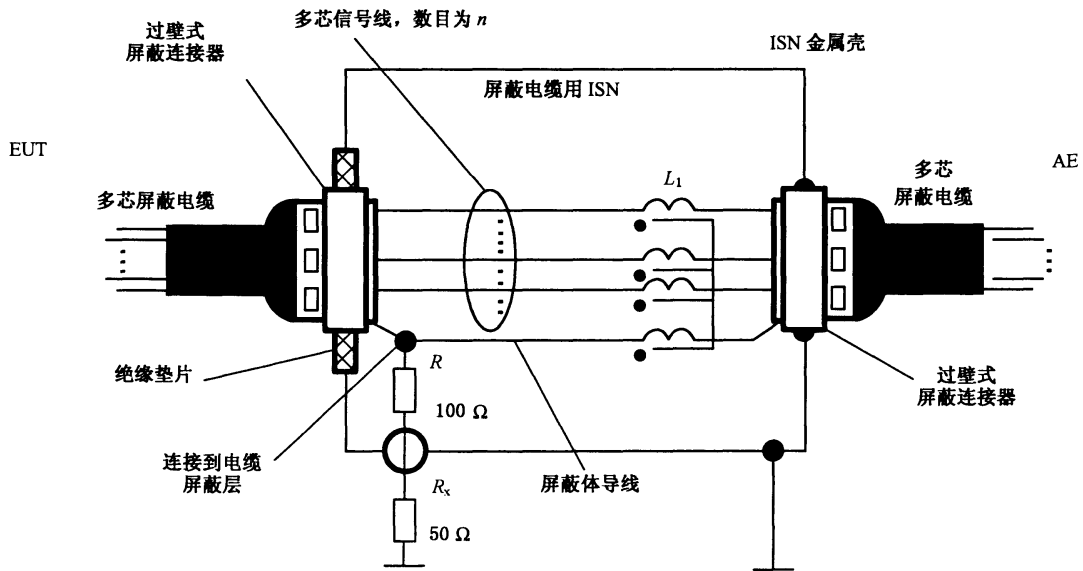 多芯信号线，数目为 n
过壁式
屏蔽连接器
ISN 金属壳
屏蔽电缆用 ISN
EUT
AE
多芯屏蔽电缆
L1
多芯
屏蔽电缆
绝缘垫片
R
100 Ω
过壁式
屏蔽连接器
连接到电缆
屏蔽层
Rx
50 Ω
屏蔽体导线